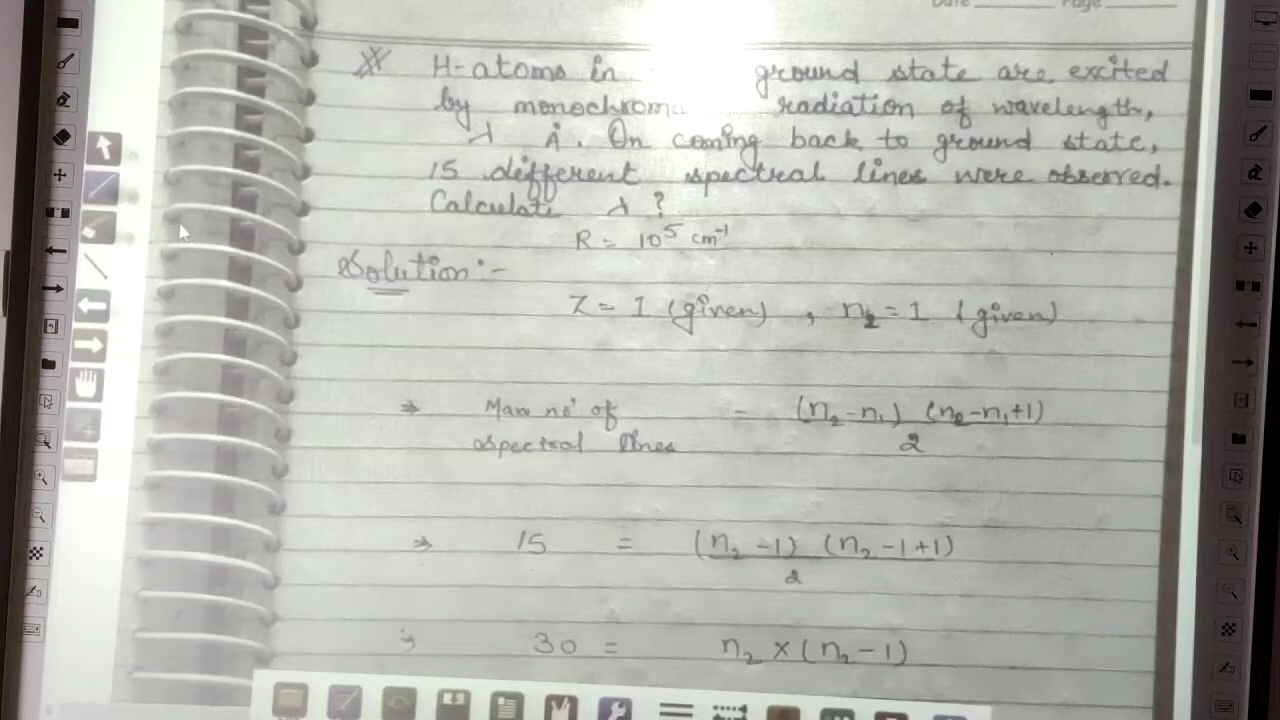 Date Page
H-atoms in ground state are excited
by monochroma radiation of wavelength,
λ Å. On coming back to ground state,
15 different spectral lines were observed.
Calculate λ ?
R = 10⁵ cm⁻¹
Solution :-
Z = 1 (given) , n₁ = 1 (given)
⇒ Max no' of - (n₂-n₁) (n₂-n₁+1)
spectral lines 2
⇒ 15 = (n₂-1) (n₂-1+1)
2
30 = n₂ × (n₂-1)